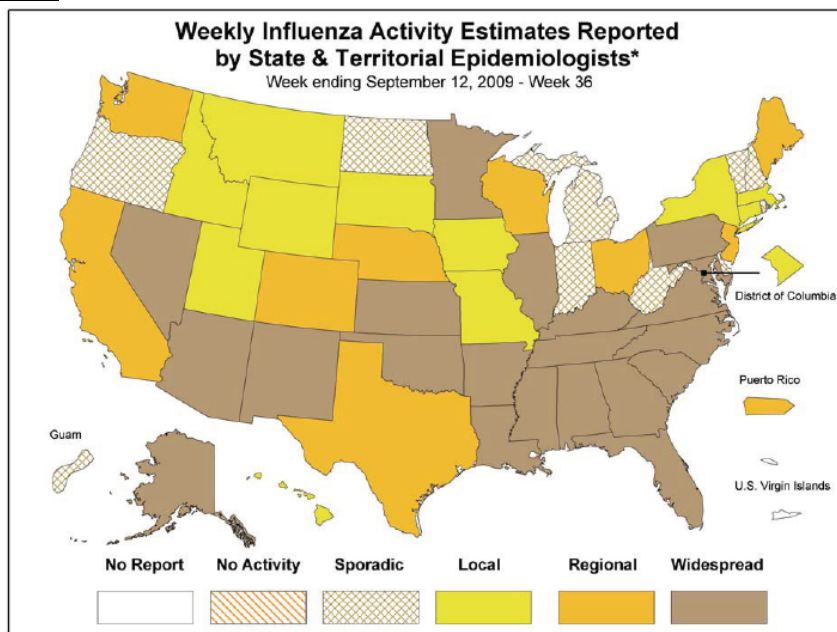 Weekly Influenza Activity Estimates Reported
by State & Territorial Epidemiologists*
Week ending September 12, 2009 - Week 36
District of Columbia
Puerto Rico
Guam
U.S. Virgin Islands
No Report No Activity Sporadic Local Regional Widespread